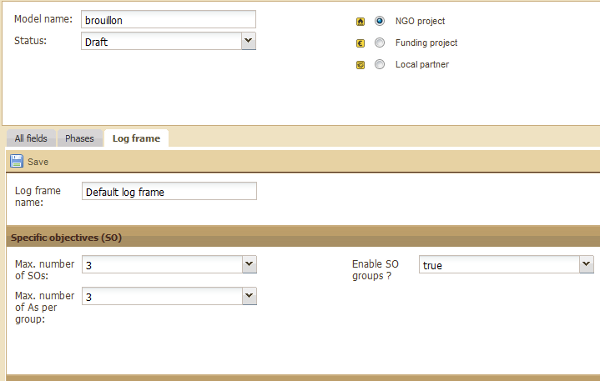 Model name: brouillon
NGO project
Status: Draft
€ Funding project
Local partner
All fields Phases Log frame
Save
Log frame
name: Default log frame
Specific objectives (SO)
Max. number
of SOs: 3
Enable SO
groups ? true
Max. number
of As per
group: 3